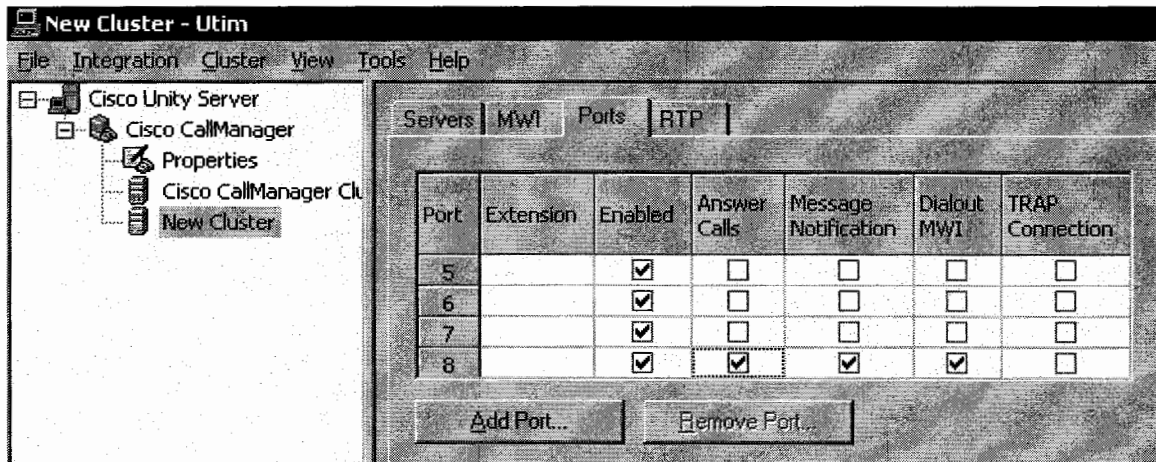 New Cluster - Utim
File Integration Cluster View Tools Help
Cisco Unity Server
Cisco CallManager
Properties
Cisco CallManager Clu
New Cluster
Servers MWI Ports RTP
Port Extension Enabled Answer Calls Message Notification Dialout MWI TRAP Connection
5
6
7
8
Add Port... Remove Port...